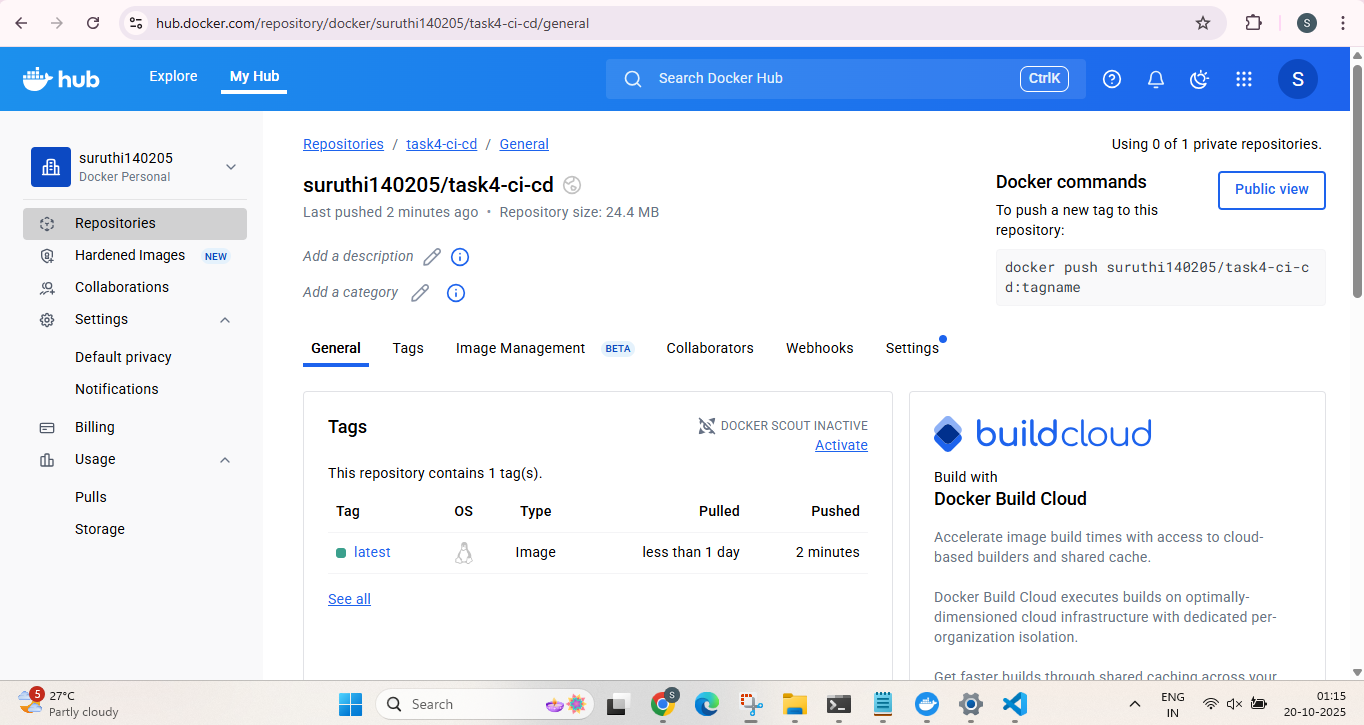 hub.docker.com/repository/docker/suruthi140205/task4-ci-cd/general
S
hub
Explore
My Hub
Search Docker Hub
CtrlK
S
suruthi140205
Docker Personal
Repositories
Hardened Images NEW
Collaborations
Settings
Default privacy
Notifications
Billing
Usage
Pulls
Storage
Repositories / task4-ci-cd / General
Using 0 of 1 private repositories.
suruthi140205/task4-ci-cd
Last pushed 2 minutes ago • Repository size: 24.4 MB
Add a description
Add a category
Docker commands
Public view
To push a new tag to this
repository:
docker push suruthi140205/task4-ci-c
d:tagname
General Tags Image Management BETA Collaborators Webhooks Settings
Tags
DOCKER SCOUT INACTIVE
Activate
This repository contains 1 tag(s).
Tag OS Type Pulled Pushed
latest Image less than 1 day 2 minutes
See all
buildcloud
Build with
Docker Build Cloud
Accelerate image build times with access to cloud-
based builders and shared cache.
Docker Build Cloud executes builds on optimally-
dimensioned cloud infrastructure with dedicated per-
organization isolation.
Get faster builds through shared caching across your
5
27°C
Partly cloudy
Search
S
ENG
IN
01:15
20-10-2025